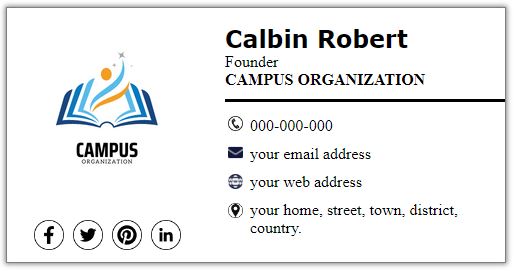 CAMPUS
ORGANIZATION
Calbin Robert
Founder
CAMPUS ORGANIZATION
000-000-000
your email address
your web address
your home, street, town, district,
country.